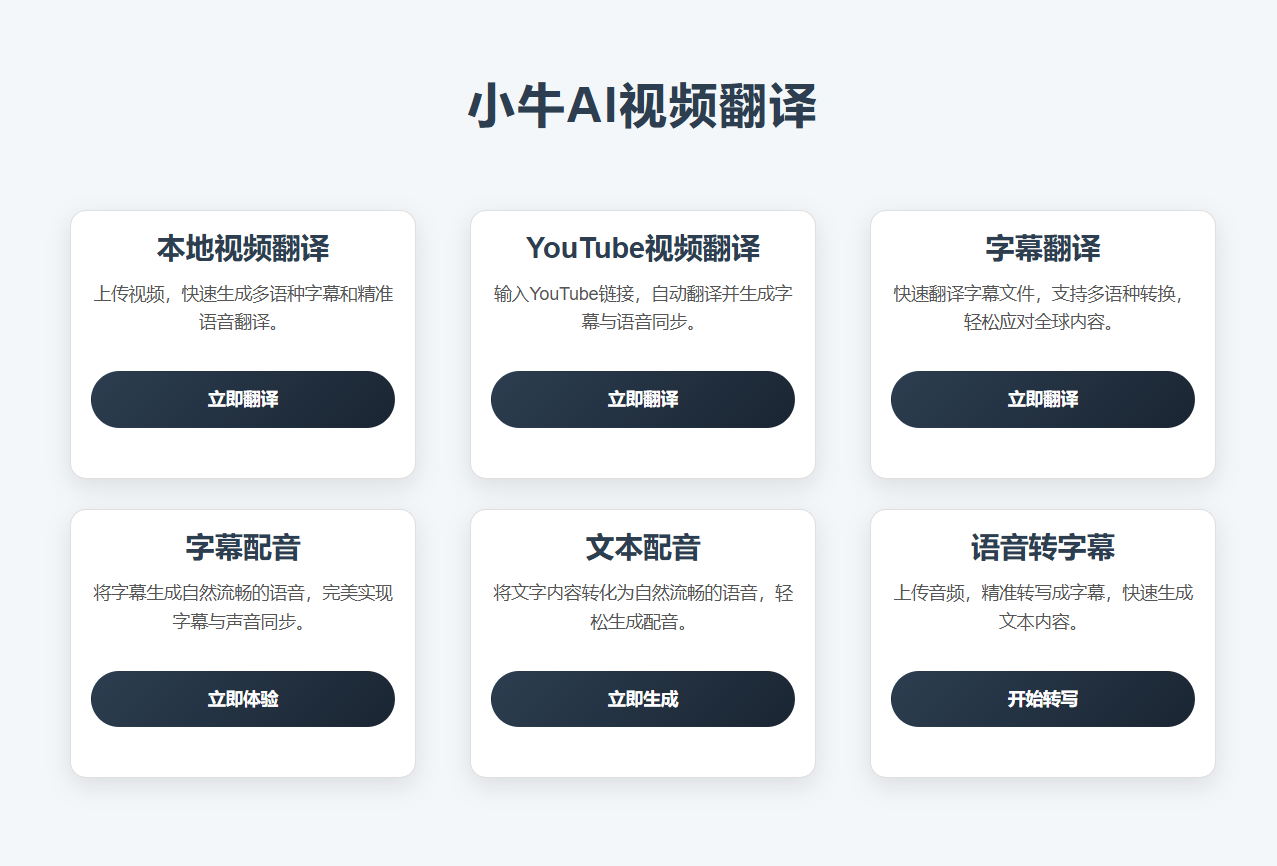 小牛AI视频翻译
本地视频翻译
上传视频，快速生成多语种字幕和精准
语音翻译。
立即翻译
YouTube视频翻译
输入YouTube链接，自动翻译并生成字
幕与语音同步。
立即翻译
字幕翻译
快速翻译字幕文件，支持多语种转换，
轻松应对全球内容。
立即翻译
字幕配音
将字幕生成自然流畅的语音，完美实现
字幕与声音同步。
立即体验
文本配音
将文字内容转化为自然流畅的语音，轻
松生成配音。
立即生成
语音转字幕
上传音频，精准转写成字幕，快速生成
文本内容。
开始转写